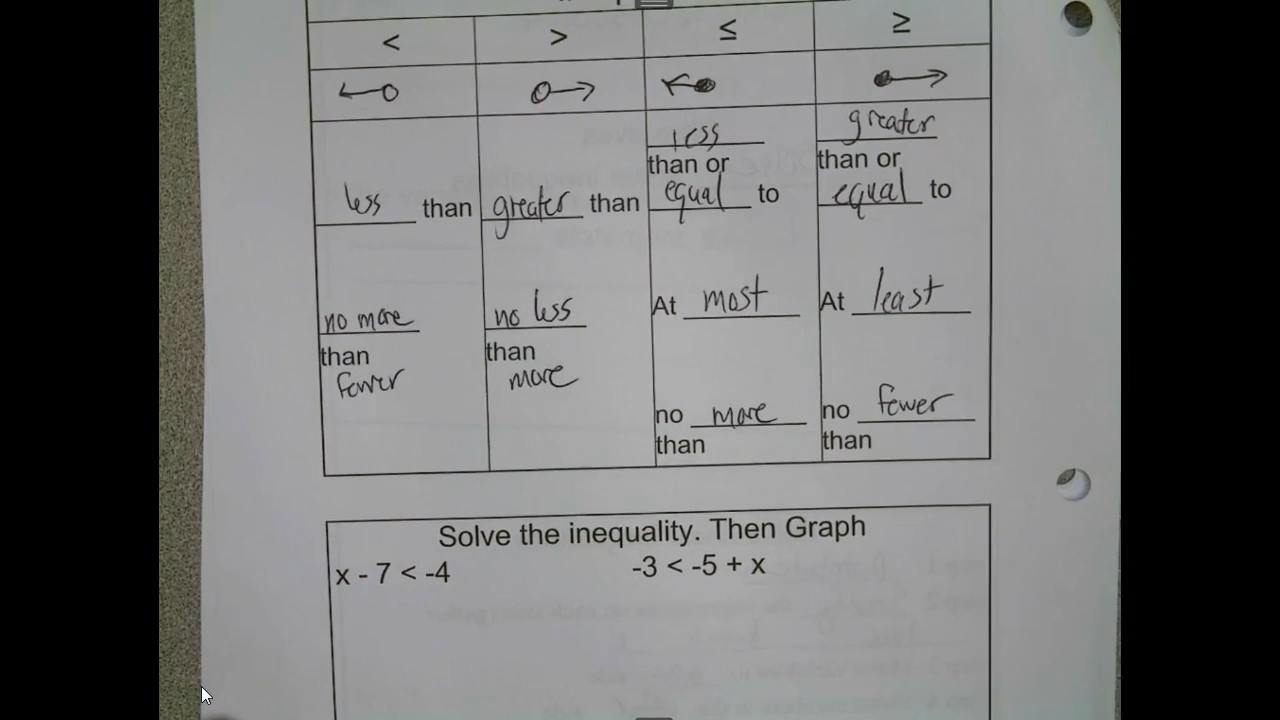 < > ≤ ≥
less than
greater than
less
than or
equal to
greater
than or
equal to
no more
than
fewer
no less
than
more
At most
At least
no more
than
no fewer
than
Solve the inequality. Then Graph
x - 7 < -4
-3 < -5 + x